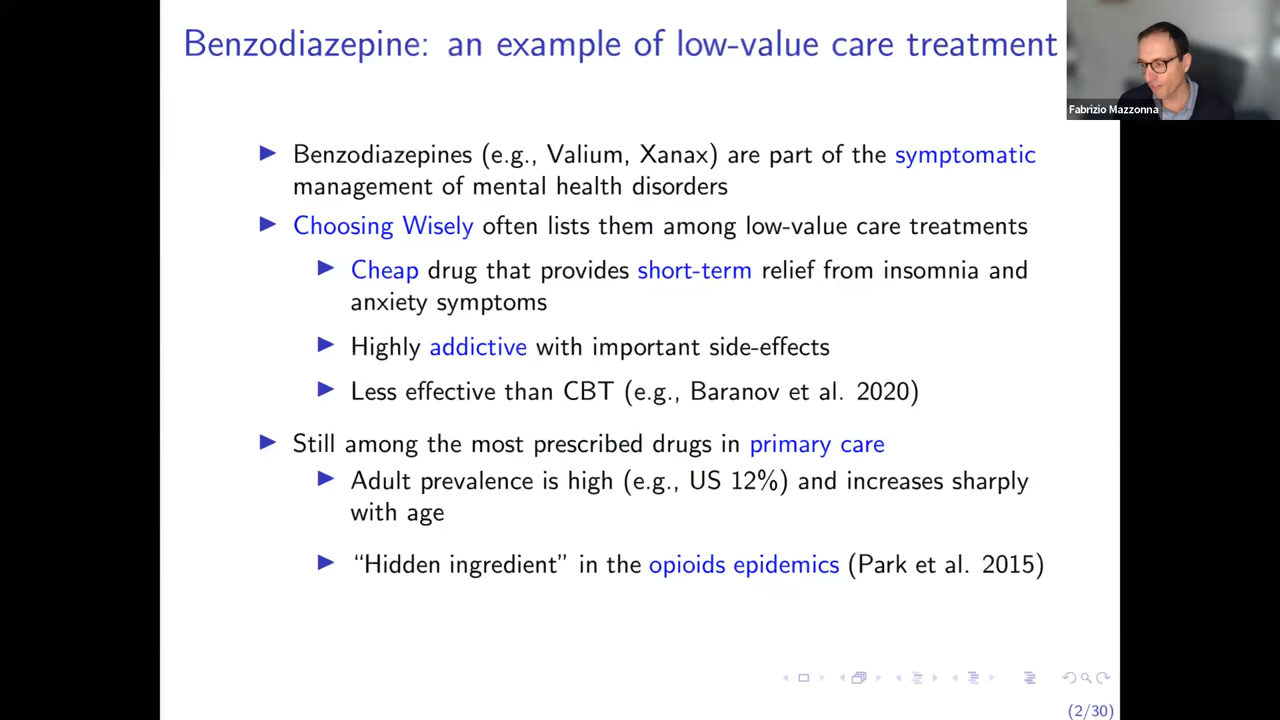 Benzodiazepine: an example of low-value care treatment
Fabrizio Mazzonna
Benzodiazepines (e.g., Valium, Xanax) are part of the symptomatic
management of mental health disorders
Choosing Wisely often lists them among low-value care treatments
Cheap drug that provides short-term relief from insomnia and
anxiety symptoms
Highly addictive with important side-effects
Less effective than CBT (e.g., Baranov et al. 2020)
Still among the most prescribed drugs in primary care
Adult prevalence is high (e.g., US 12%) and increases sharply
with age
“Hidden ingredient” in the opioids epidemics (Park et al. 2015)
(2/30)